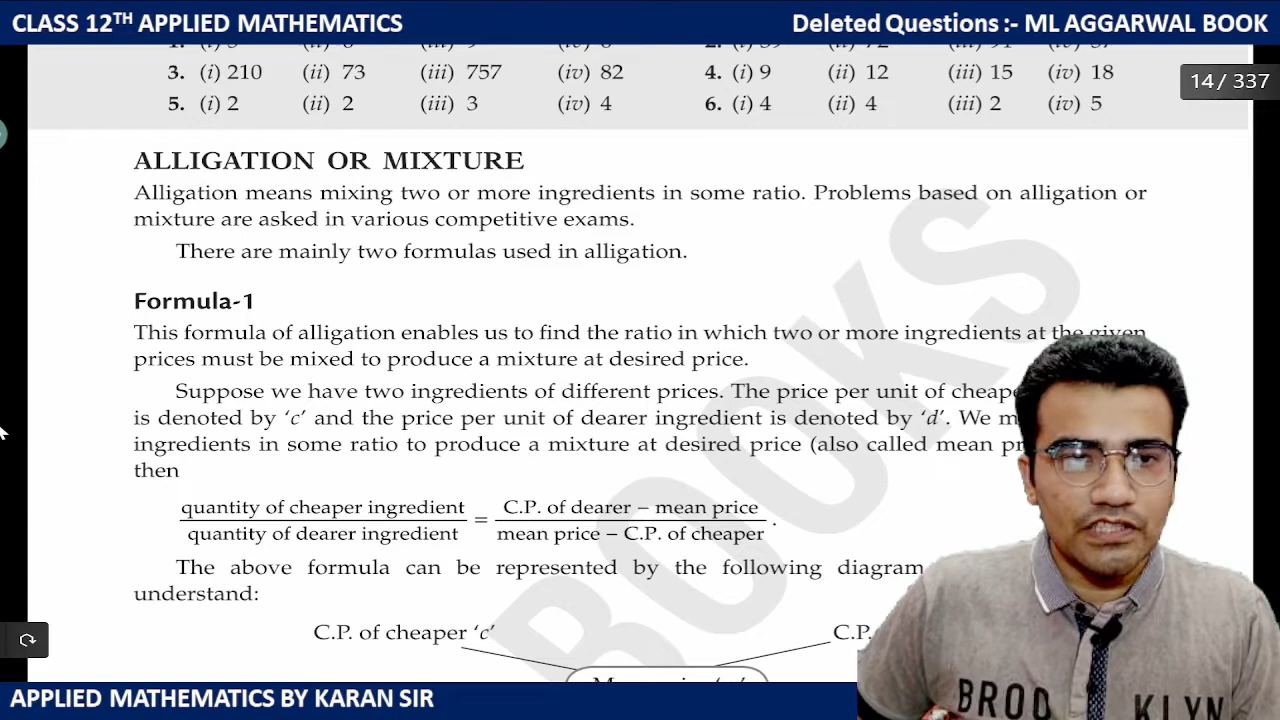 CLASS 12TH APPLIED MATHEMATICS
Deleted Questions :- ML AGGARWAL BOOK
14 / 337
3. (i) 210 (ii) 73 (iii) 757 (iv) 82 4. (i) 9 (ii) 12 (iii) 15 (iv) 18
5. (i) 2 (ii) 2 (iii) 3 (iv) 4 6. (i) 4 (ii) 4 (iii) 2 (iv) 5
ALLIGATION OR MIXTURE
Alligation means mixing two or more ingredients in some ratio. Problems based on alligation or
mixture are asked in various competitive exams.
There are mainly two formulas used in alligation.
Formula-1
This formula of alligation enables us to find the ratio in which two or more ingredients at the given
prices must be mixed to produce a mixture at desired price.
Suppose we have two ingredients of different prices. The price per unit of
is denoted by ‘c’ and the price per unit of dearer ingredient is denoted by ‘d’. We
ingredients in some ratio to produce a mixture at desired price (also called mean
then
quantity of cheaper ingredient / quantity of dearer ingredient = C.P. of dearer – mean price / mean price – C.P. of cheaper .
The above formula can be represented by the following diagram
understand:
C.P. of cheaper ‘c’ C.P.
BOOKS
BROO KLYN
APPLIED MATHEMATICS BY KARAN SIR